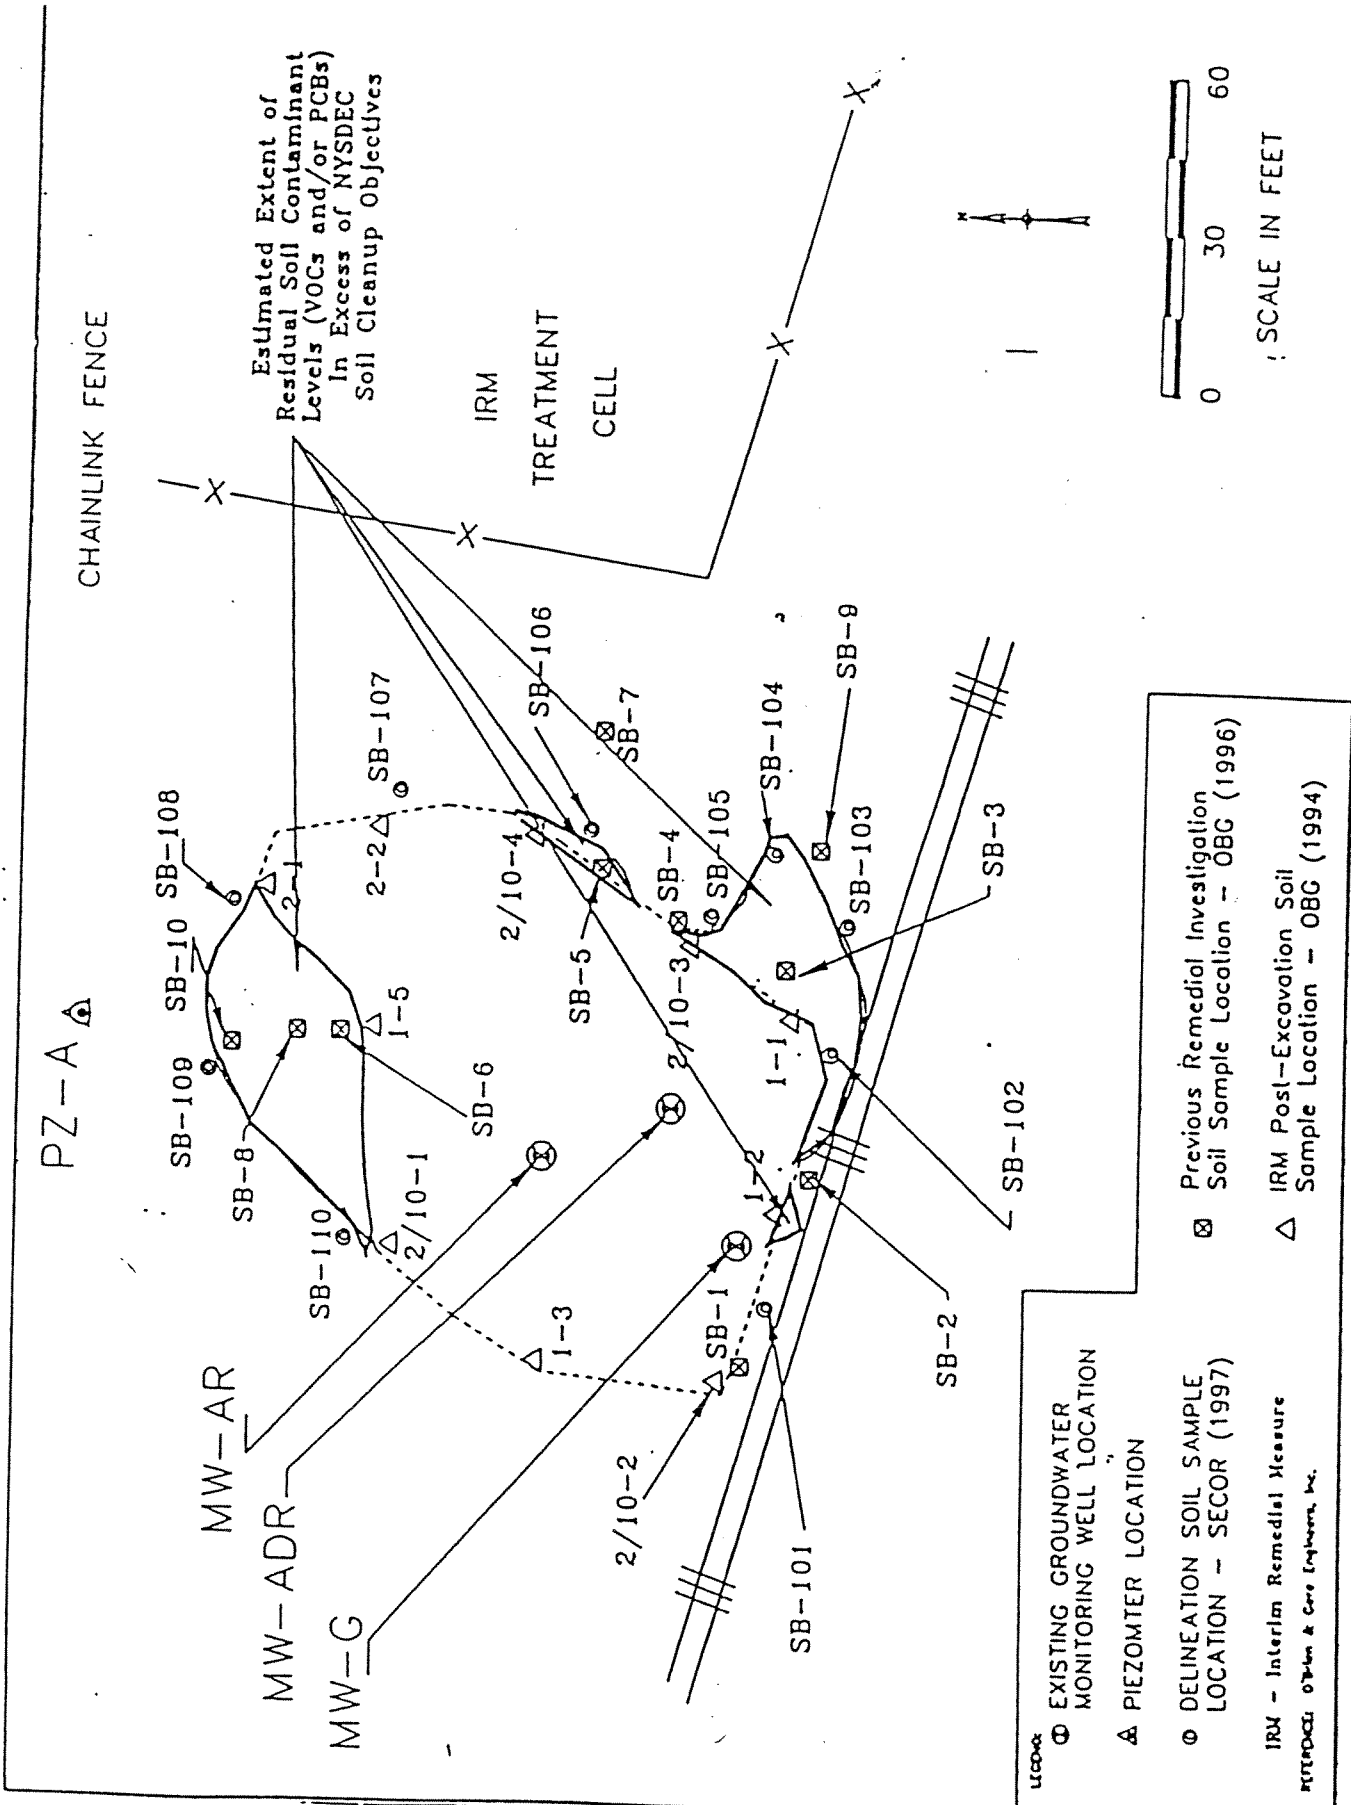 PZ-A
CHAINLINK FENCE
Estimated Extent of
Residual Soil Contaminant
Levels (VOCs and/or PCBs)
In Excess of NYSDEC
Soil Cleanup Objectives
IRM
TREATMENT
CELL
SB-108
SB-10
SB-109
SB-8
SB-110
2-1
2-2
SB-107
1-5
SB-6
2/10-1
MW-AR
MW-ADR
MW-G
1-3
2/10-4
SB-106
SB-7
SB-5
SB-4
SB-105
SB-104
SB-9
SB-103
SB-3
2/10-3
1-1
1-2
SB-102
SB-1
2/10-2
SB-2
SB-101
0 30 60
SCALE IN FEET
LEGEND:
EXISTING GROUNDWATER
MONITORING WELL LOCATION
PIEZOMTER LOCATION
DELINEATION SOIL SAMPLE
LOCATION - SECOR (1997)
IRM - Interim Remedial Measure
REFERENCE: O'Brien & Gere Engineers, Inc.
Previous Remedial Investigation
Soil Sample Location - OBG (1996)
IRM Post-Excavation Soil
Sample Location - OBG (1994)